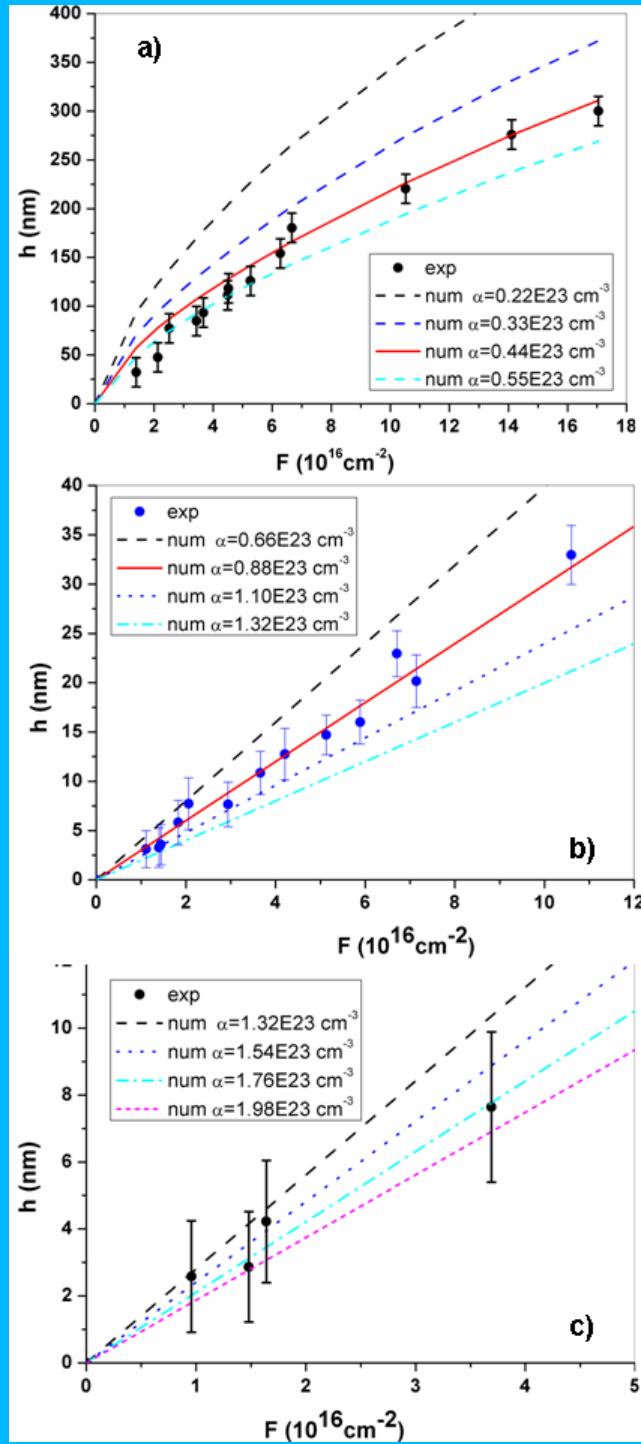 a)
400
350
300
250
200
150
100
50
0
h (nm)
exp
num α=0.22E23 cm⁻³
num α=0.33E23 cm⁻³
num α=0.44E23 cm⁻³
num α=0.55E23 cm⁻³
0 2 4 6 8 10 12 14 16 18
F (10¹⁶cm⁻²)
40
35
30
25
20
15
10
5
0
h (nm)
exp
num α=0.66E23 cm⁻³
num α=0.88E23 cm⁻³
num α=1.10E23 cm⁻³
num α=1.32E23 cm⁻³
b)
0 2 4 6 8 10 12
F (10¹⁶cm⁻²)
12
10
8
6
4
2
0
h (nm)
exp
num α=1.32E23 cm⁻³
num α=1.54E23 cm⁻³
num α=1.76E23 cm⁻³
num α=1.98E23 cm⁻³
c)
0 1 2 3 4 5
F (10¹⁶cm⁻²)